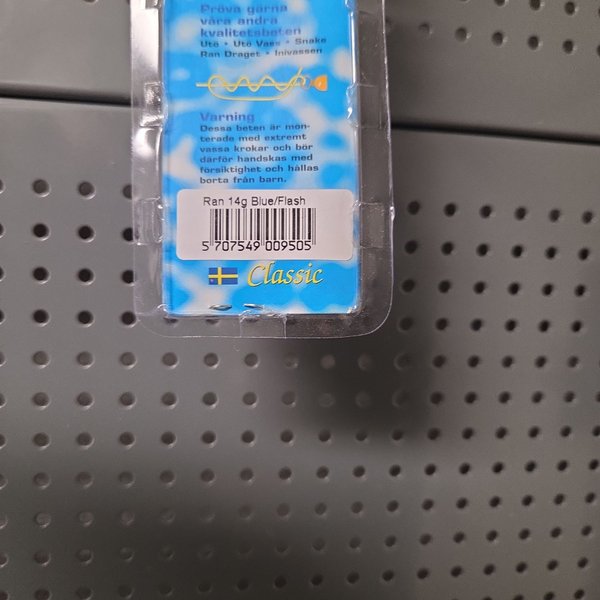 Pröva gärna
våra andra
kvalitetsbeten
Utö • Utö Vass • Snake
Ran Draget • Inivassen
Varning
Dessa beten är mon-
terade med extremt
vassa krokar och bör
därför handskas med
försiktighet och hållas
borta från barn.
Ran 14g Blue/Flash
5 707549 009505
Classic